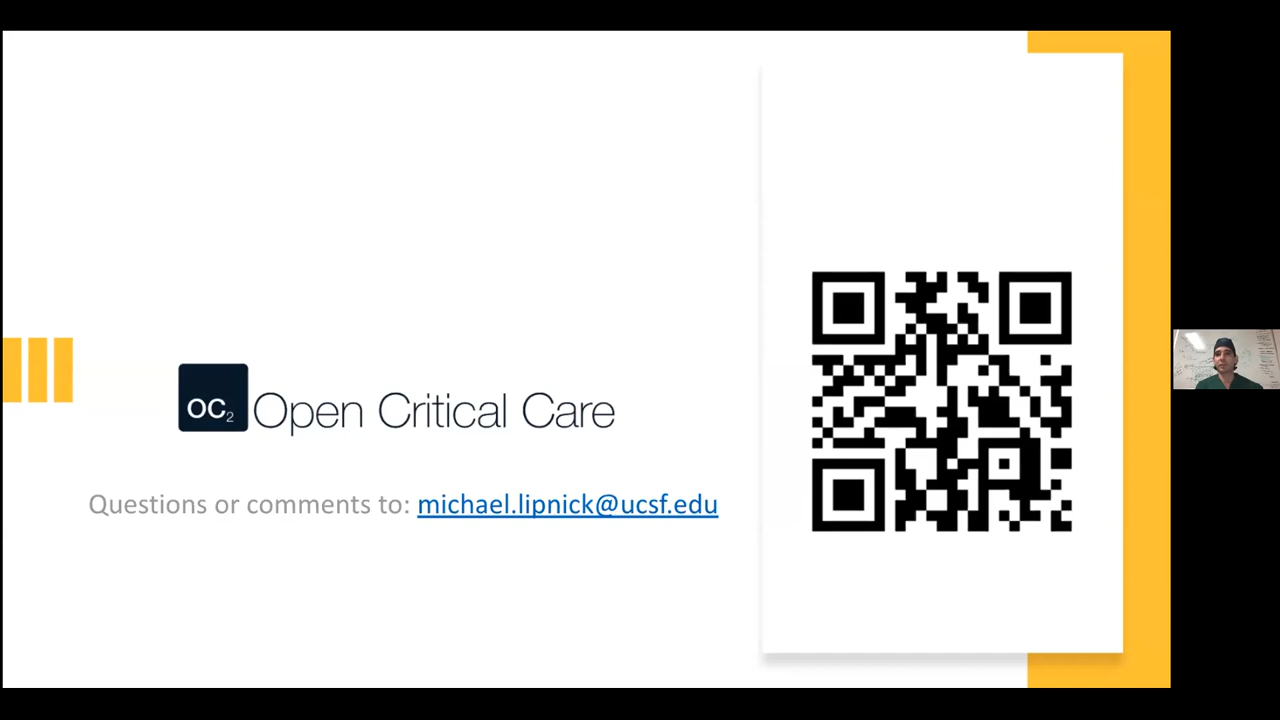 OC2 Open Critical Care
Questions or comments to: michael.lipnick@ucsf.edu